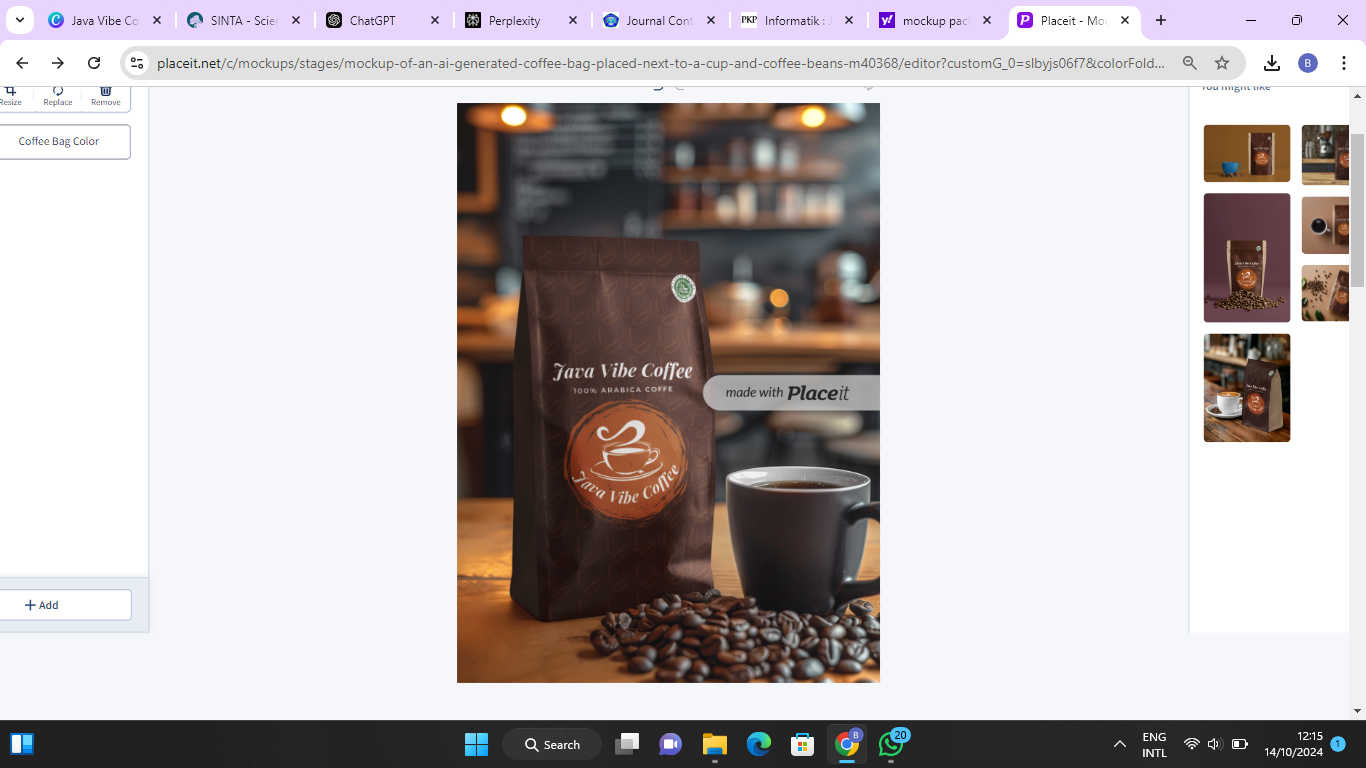 Java Vibe Co
SINTA - Scie
ChatGPT
Perplexity
Journal Cont
PKP
Informatik : J
mockup pac
Placeit - Moc
placeit.net/c/mockups/stages/mockup-of-an-ai-generated-coffee-bag-placed-next-to-a-cup-and-coffee-beans-m40368/editor?customG_0=slbyjs06f7&colorFold...
B
Resize
Replace
Remove
You might like
Coffee Bag Color
Java Vibe Coffee
100% ARABICA COFFE
made with Placeit
Java Vibe Coffee
Add
Search
B
20
ENG
INTL
12:15
14/10/2024
1